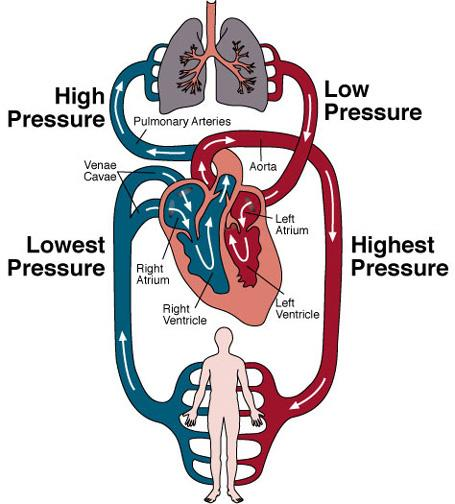 High
Pressure
Low
Pressure
Pulmonary Arteries
Venae
Cavae
Aorta
Left
Atrium
Lowest
Pressure
Highest
Pressure
Right
Atrium
Right
Ventricle
Left
Ventricle